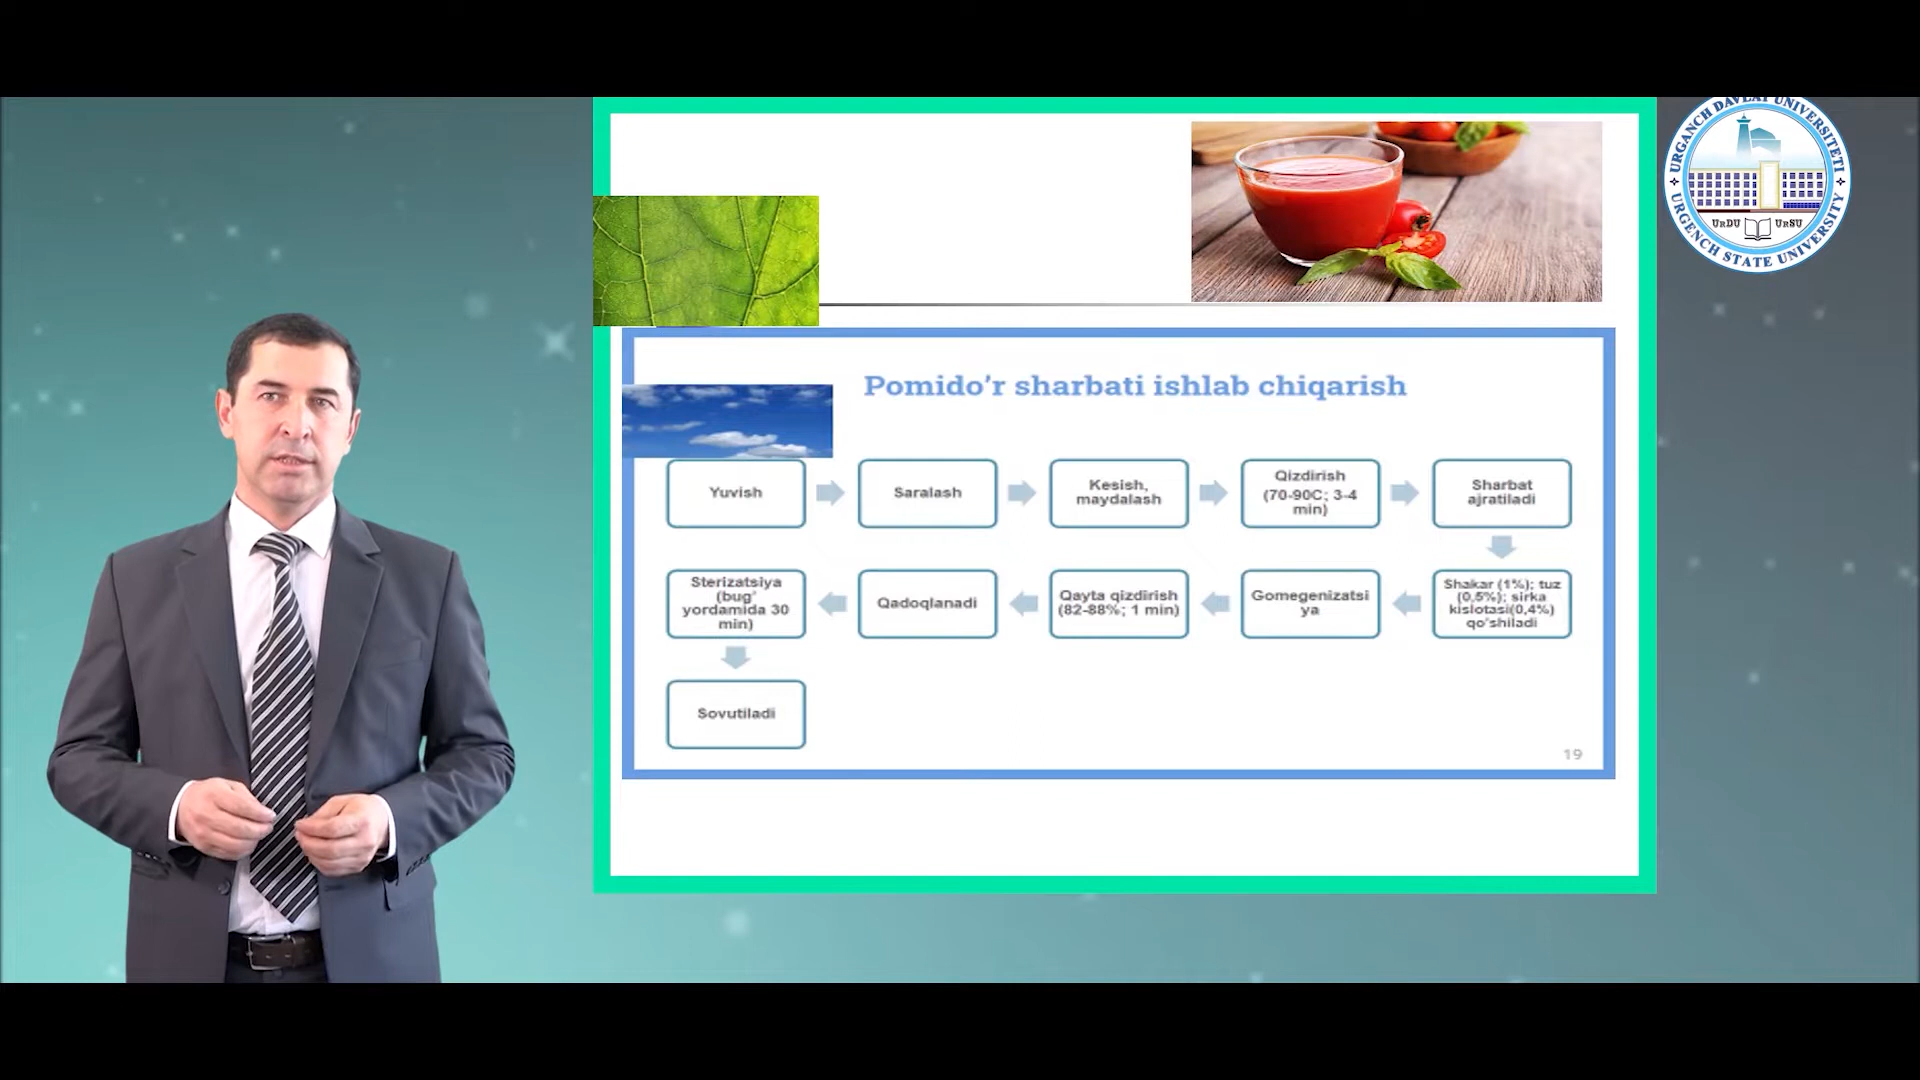 URGANCH DAVLAT UNIVERSITETI
UrDU UrSU
URGENCH STATE UNIVERSITY
Pomido’r sharbati ishlab chiqarish
Yuvish
Saralash
Kesish,
maydalash
Qizdirish
(70-90C; 3-4
min)
Sharbat
ajratiladi
Shakar (1%); tuz
(0,5%); sirka
kislotasi(0,4%)
qo’shiladi
Gomegenizatsi
ya
Qayta qizdirish
(82-88%; 1 min)
Qadoqlanadi
Sterizatsiya
(bug’
yordamida 30
min)
Sovutiladi
19